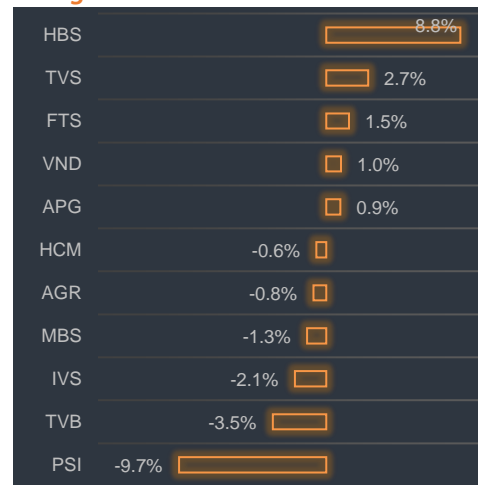 HBS 8.8%
TVS 2.7%
FTS 1.5%
VND 1.0%
APG 0.9%
HCM -0.6%
AGR -0.8%
MBS -1.3%
IVS -2.1%
TVB -3.5%
PSI -9.7%